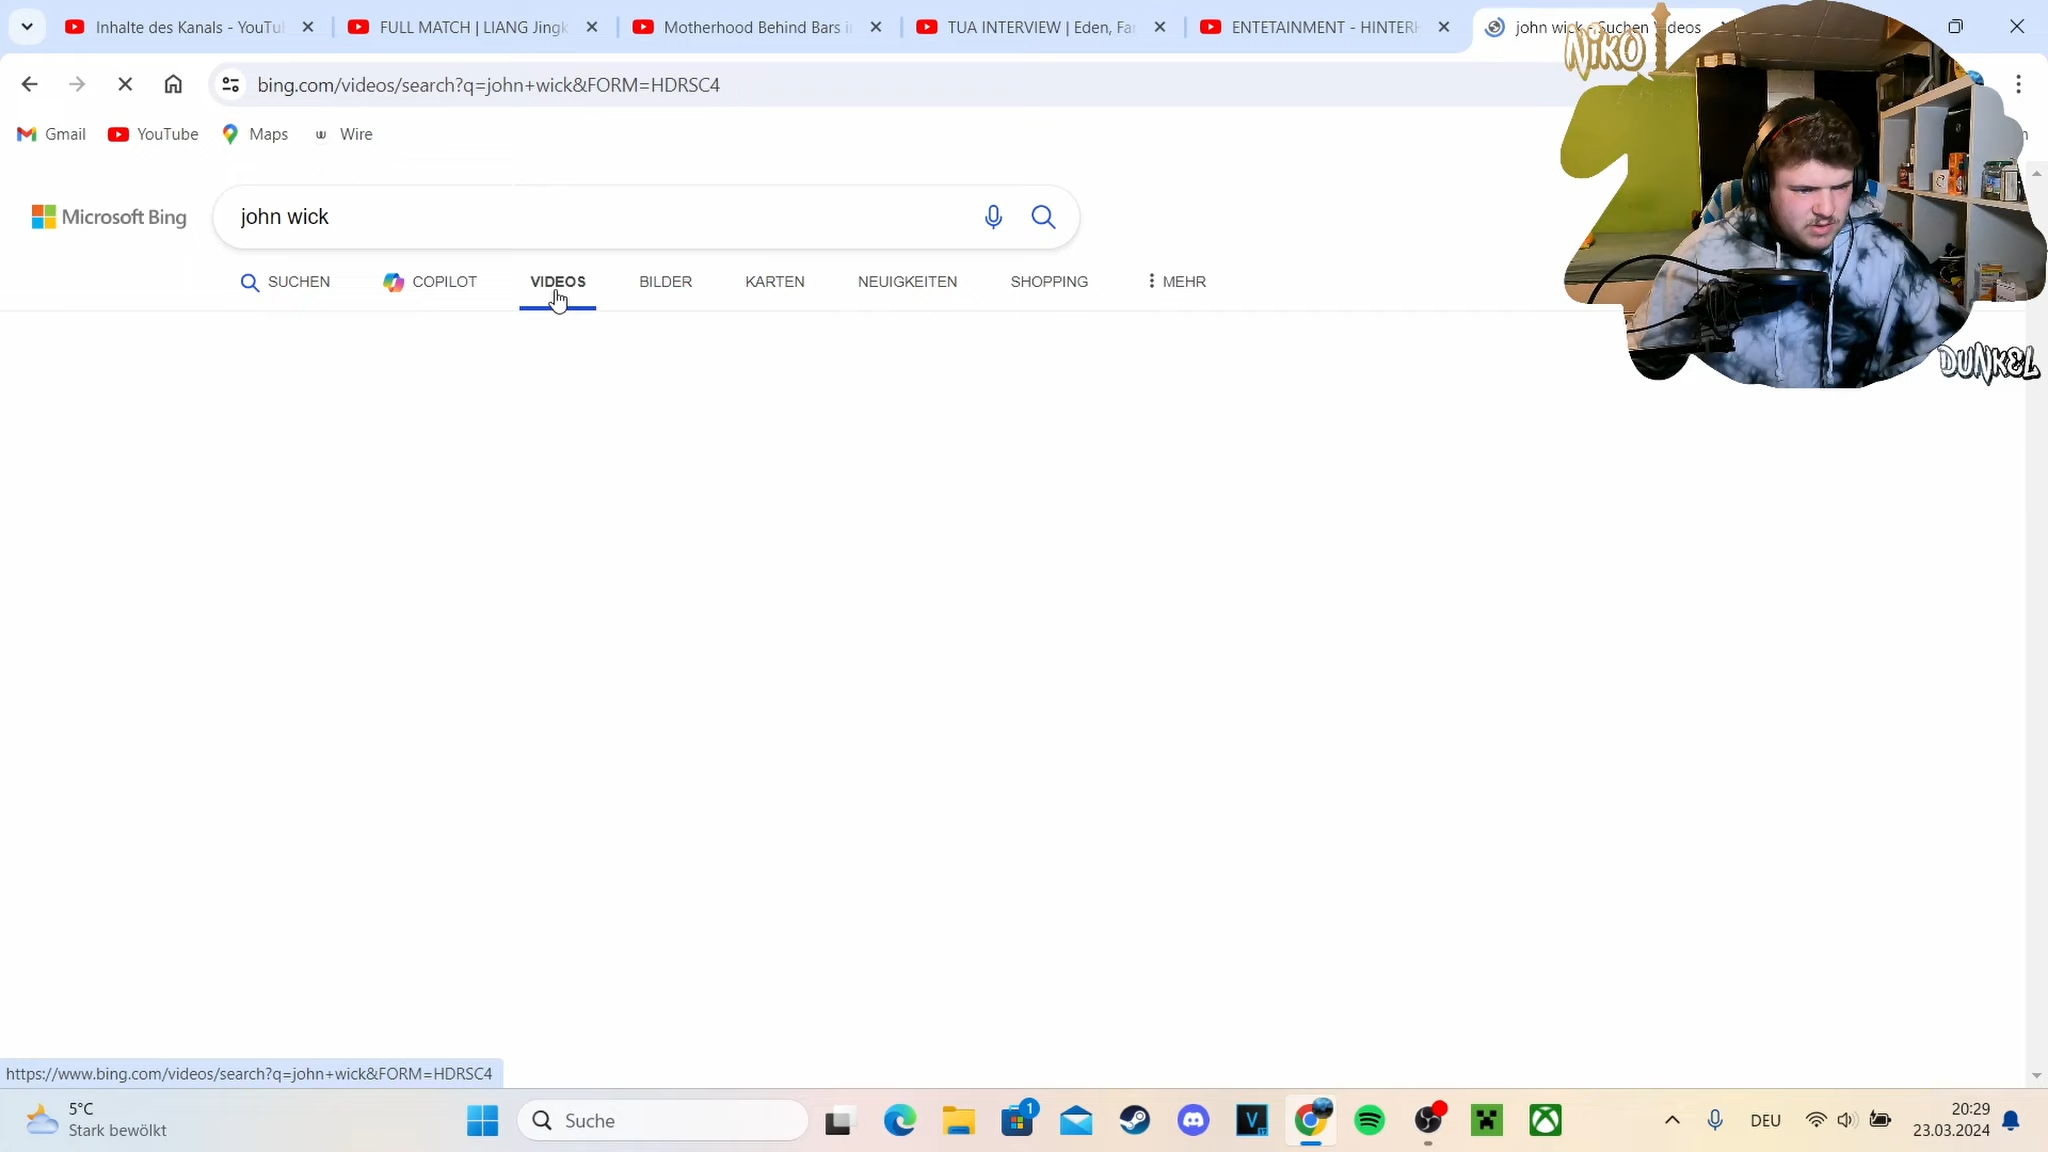 Inhalte des Kanals - YouTu
FULL MATCH | LIANG Jingk
Motherhood Behind Bars i
TUA INTERVIEW | Eden, Fa
ENTETAINMENT - HINTER
john wick - Suchen Videos
bing.com/videos/search?q=john+wick&FORM=HDRSC4
Gmail
YouTube
Maps
Wire
NIKO
Microsoft Bing
john wick
SUCHEN
COPILOT
VIDEOS
BILDER
KARTEN
NEUIGKEITEN
SHOPPING
MEHR
DUNKEL
https://www.bing.com/videos/search?q=john+wick&FORM=HDRSC4
5°C
Stark bewölkt
Suche
1
DEU
20:29
23.03.2024